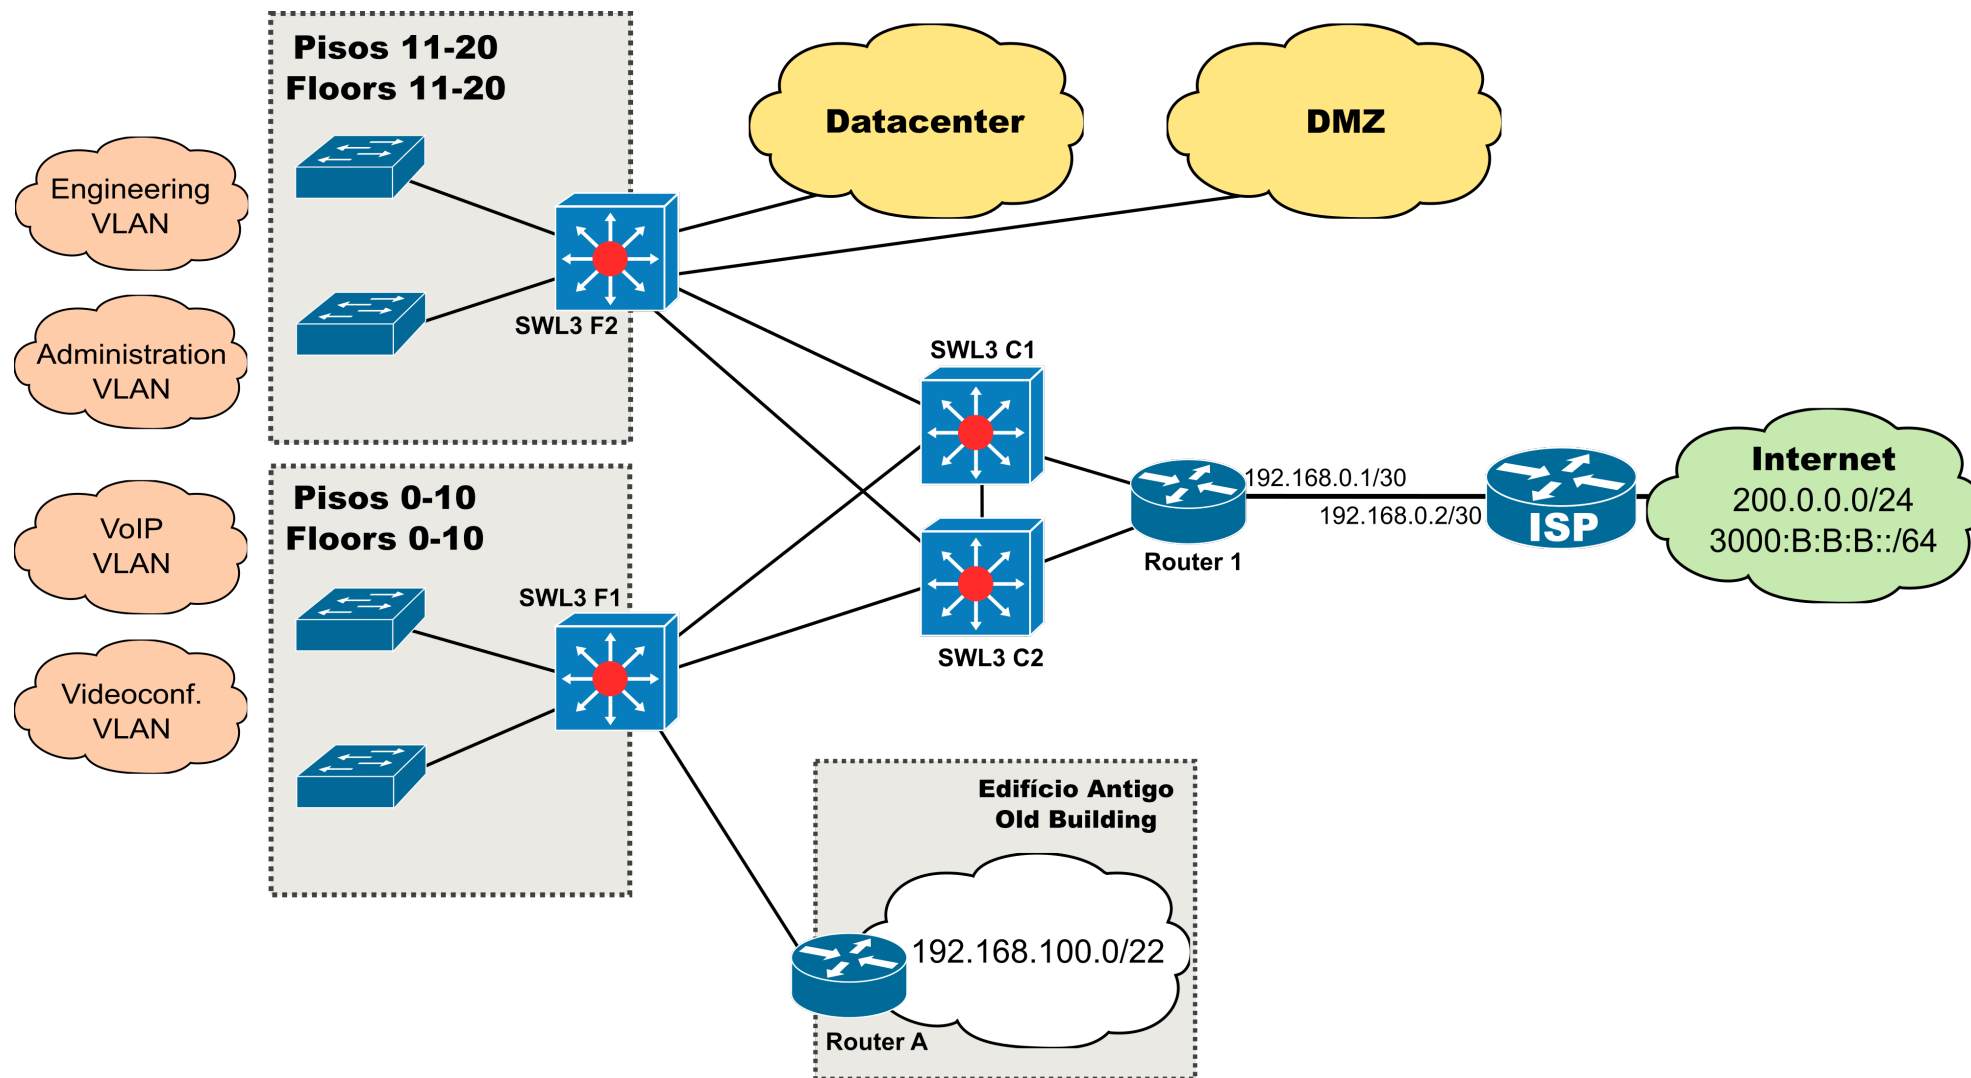 Pisos 11-20
Floors 11-20
Datacenter
DMZ
Engineering
VLAN
SWL3 F2
Administration
VLAN
SWL3 C1
Pisos 0-10
Floors 0-10
192.168.0.1/30
192.168.0.2/30
ISP
Internet
200.0.0.0/24
3000:B:B:B::/64
VoIP
VLAN
Router 1
SWL3 F1
SWL3 C2
Videoconf.
VLAN
Edifício Antigo
Old Building
192.168.100.0/22
Router A